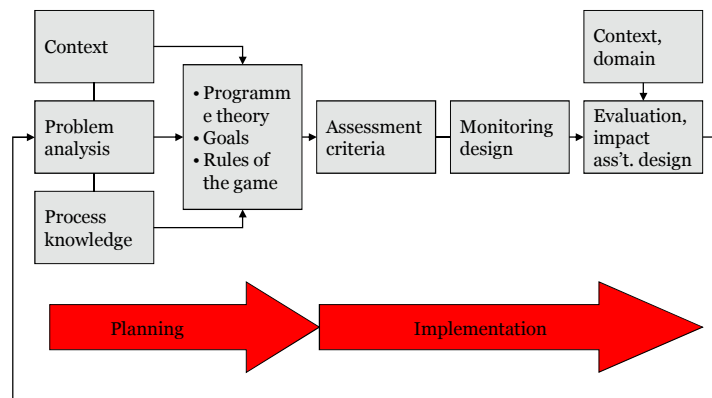 Context
Problem
analysis
Process
knowledge
• Programm
e theory
• Goals
• Rules of
the game
Assessment
criteria
Monitoring
design
Context,
domain
Evaluation,
impact
ass’t. design
Planning
Implementation